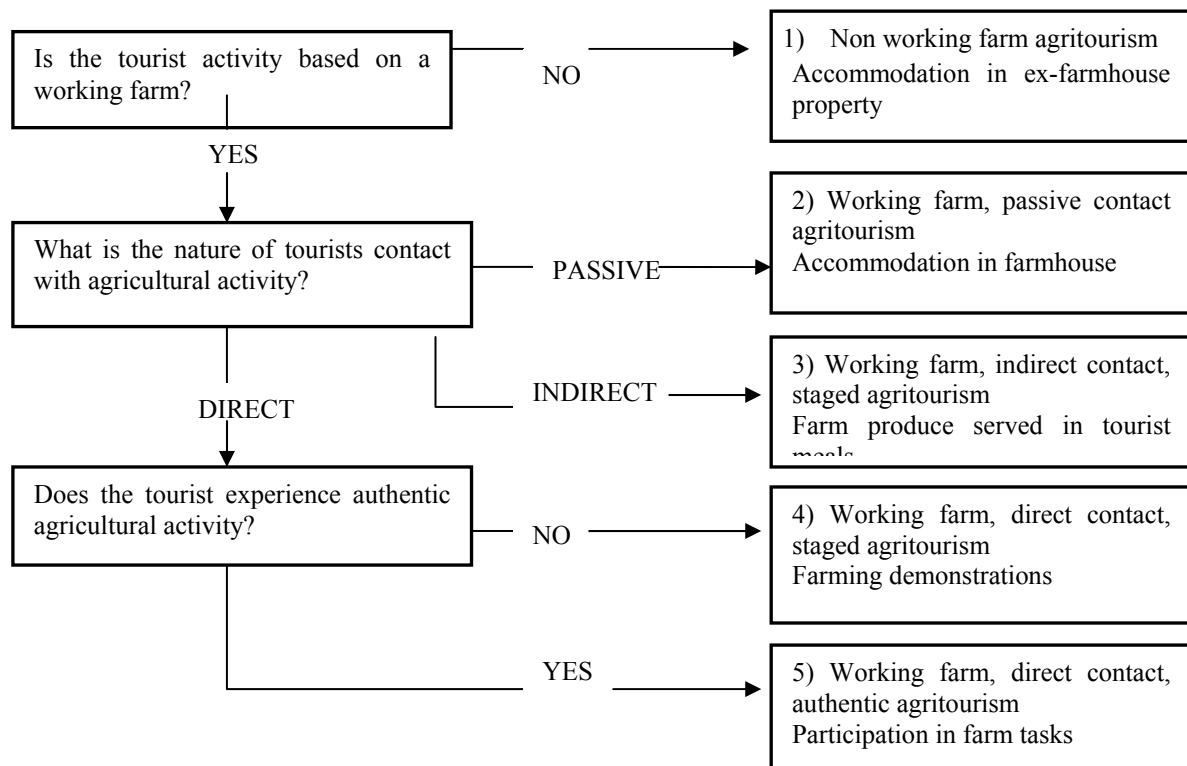 Is the tourist activity based on a
working farm?
NO
1) Non working farm agritourism
Accommodation in ex-farmhouse
property
YES
What is the nature of tourists contact
with agricultural activity?
PASSIVE
2) Working farm, passive contact
agritourism
Accommodation in farmhouse
INDIRECT
3) Working farm, indirect contact,
staged agritourism
Farm produce served in tourist
meals
DIRECT
Does the tourist experience authentic
agricultural activity?
NO
4) Working farm, direct contact,
staged agritourism
Farming demonstrations
YES
5) Working farm, direct contact,
authentic agritourism
Participation in farm tasks